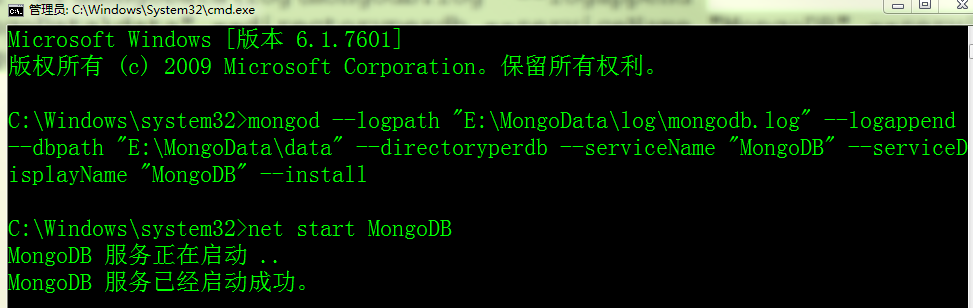 管理员: C:\Windows\System32\cmd.exe
Microsoft Windows [版本 6.1.7601]
版权所有 (c) 2009 Microsoft Corporation。保留所有权利。
C:\Windows\system32>mongod --logpath "E:\MongoData\log\mongodb.log" --logappend
--dbpath "E:\MongoData\data" --directoryperdb --serviceName "MongoDB" --serviceD
isplayName "MongoDB" --install
C:\Windows\system32>net start MongoDB
MongoDB 服务正在启动 ..
MongoDB 服务已经启动成功。